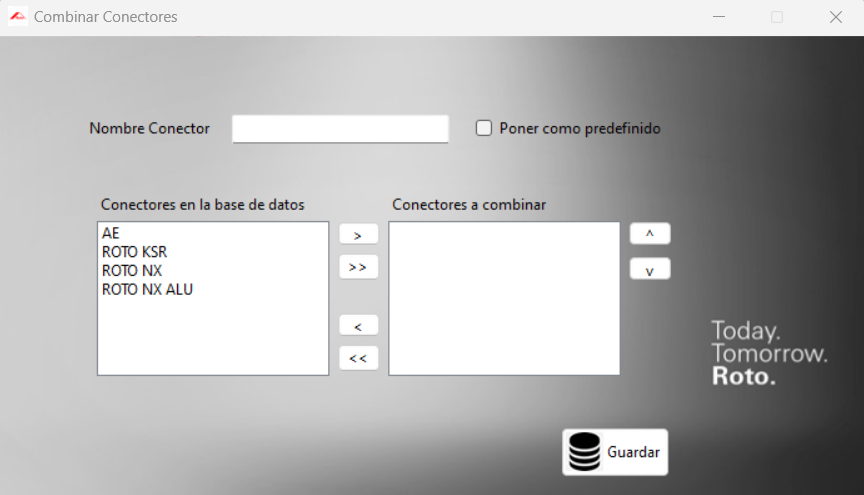 Combinar Conectores
Nombre Conector
Poner como predefinido
Conectores en la base de datos
Conectores a combinar
AE
ROTO KSR
ROTO NX
ROTO NX ALU
>
>>
<
<<
^
v
Today.
Tomorrow.
Roto.
Guardar